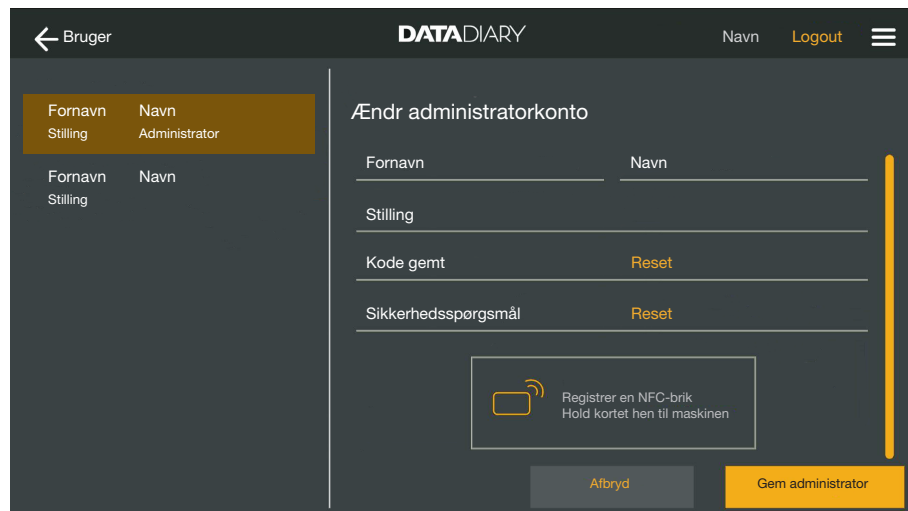 Bruger
DATADIARY
Navn Logout
Fornavn Navn
Stilling Administrator
Fornavn Navn
Stilling
Ændr administratorkonto
Fornavn Navn
Stilling
Kode gemt Reset
Sikkerhedsspørgsmål Reset
Registrer en NFC-brik
Hold kortet hen til maskinen
Afbryd Gem administrator